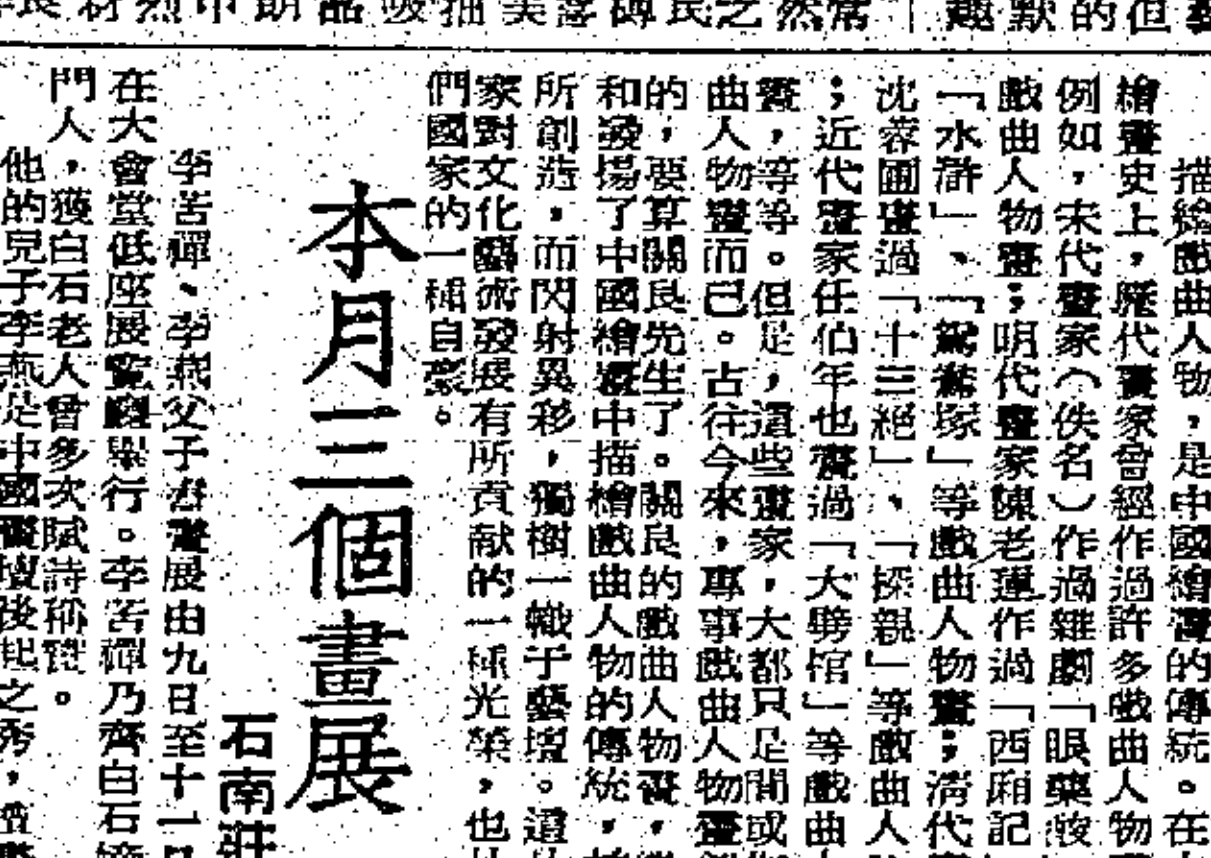 描繪戲曲人物，是中國繪畫的傳統。在
繪畫史上，歷代畫家曾經作過許多戲曲人物
例如，宋代畫家（佚名）作過雜劇「眼藥酸
戲曲人物畫；明代畫家陳老蓮作過「西廂記
「水滸」、「鴛鴦塚」等戲曲人物畫；清代
沈蓉圃畫過「十三絕」、「探親」等戲曲人
；近代畫家任伯年也畫過「大劈棺」等戲曲
畫，等等。但是，這些畫家，大都只是間或
曲人物畫而已。古往今來，專事戲曲人物畫
的，要算關良先生了。關良的戲曲人物畫，
和發揚了中國繪畫中描繪戲曲人物的傳統，
所創造，而閃射異彩，獨樹一幟于藝壇。這
家對文化藝術發展有所貢献的一種光榮，也
們國家的一種自豪。
本月三個畫展
石南莊
李苦禪、李燕父子書畫展由九日至十一日
在大會堂低座展覽廳舉行。李苦禪乃齊白石
門人，獲白石老人曾多次賦詩稱贊。
他的兒子李燕是中國畫壇後起之秀，